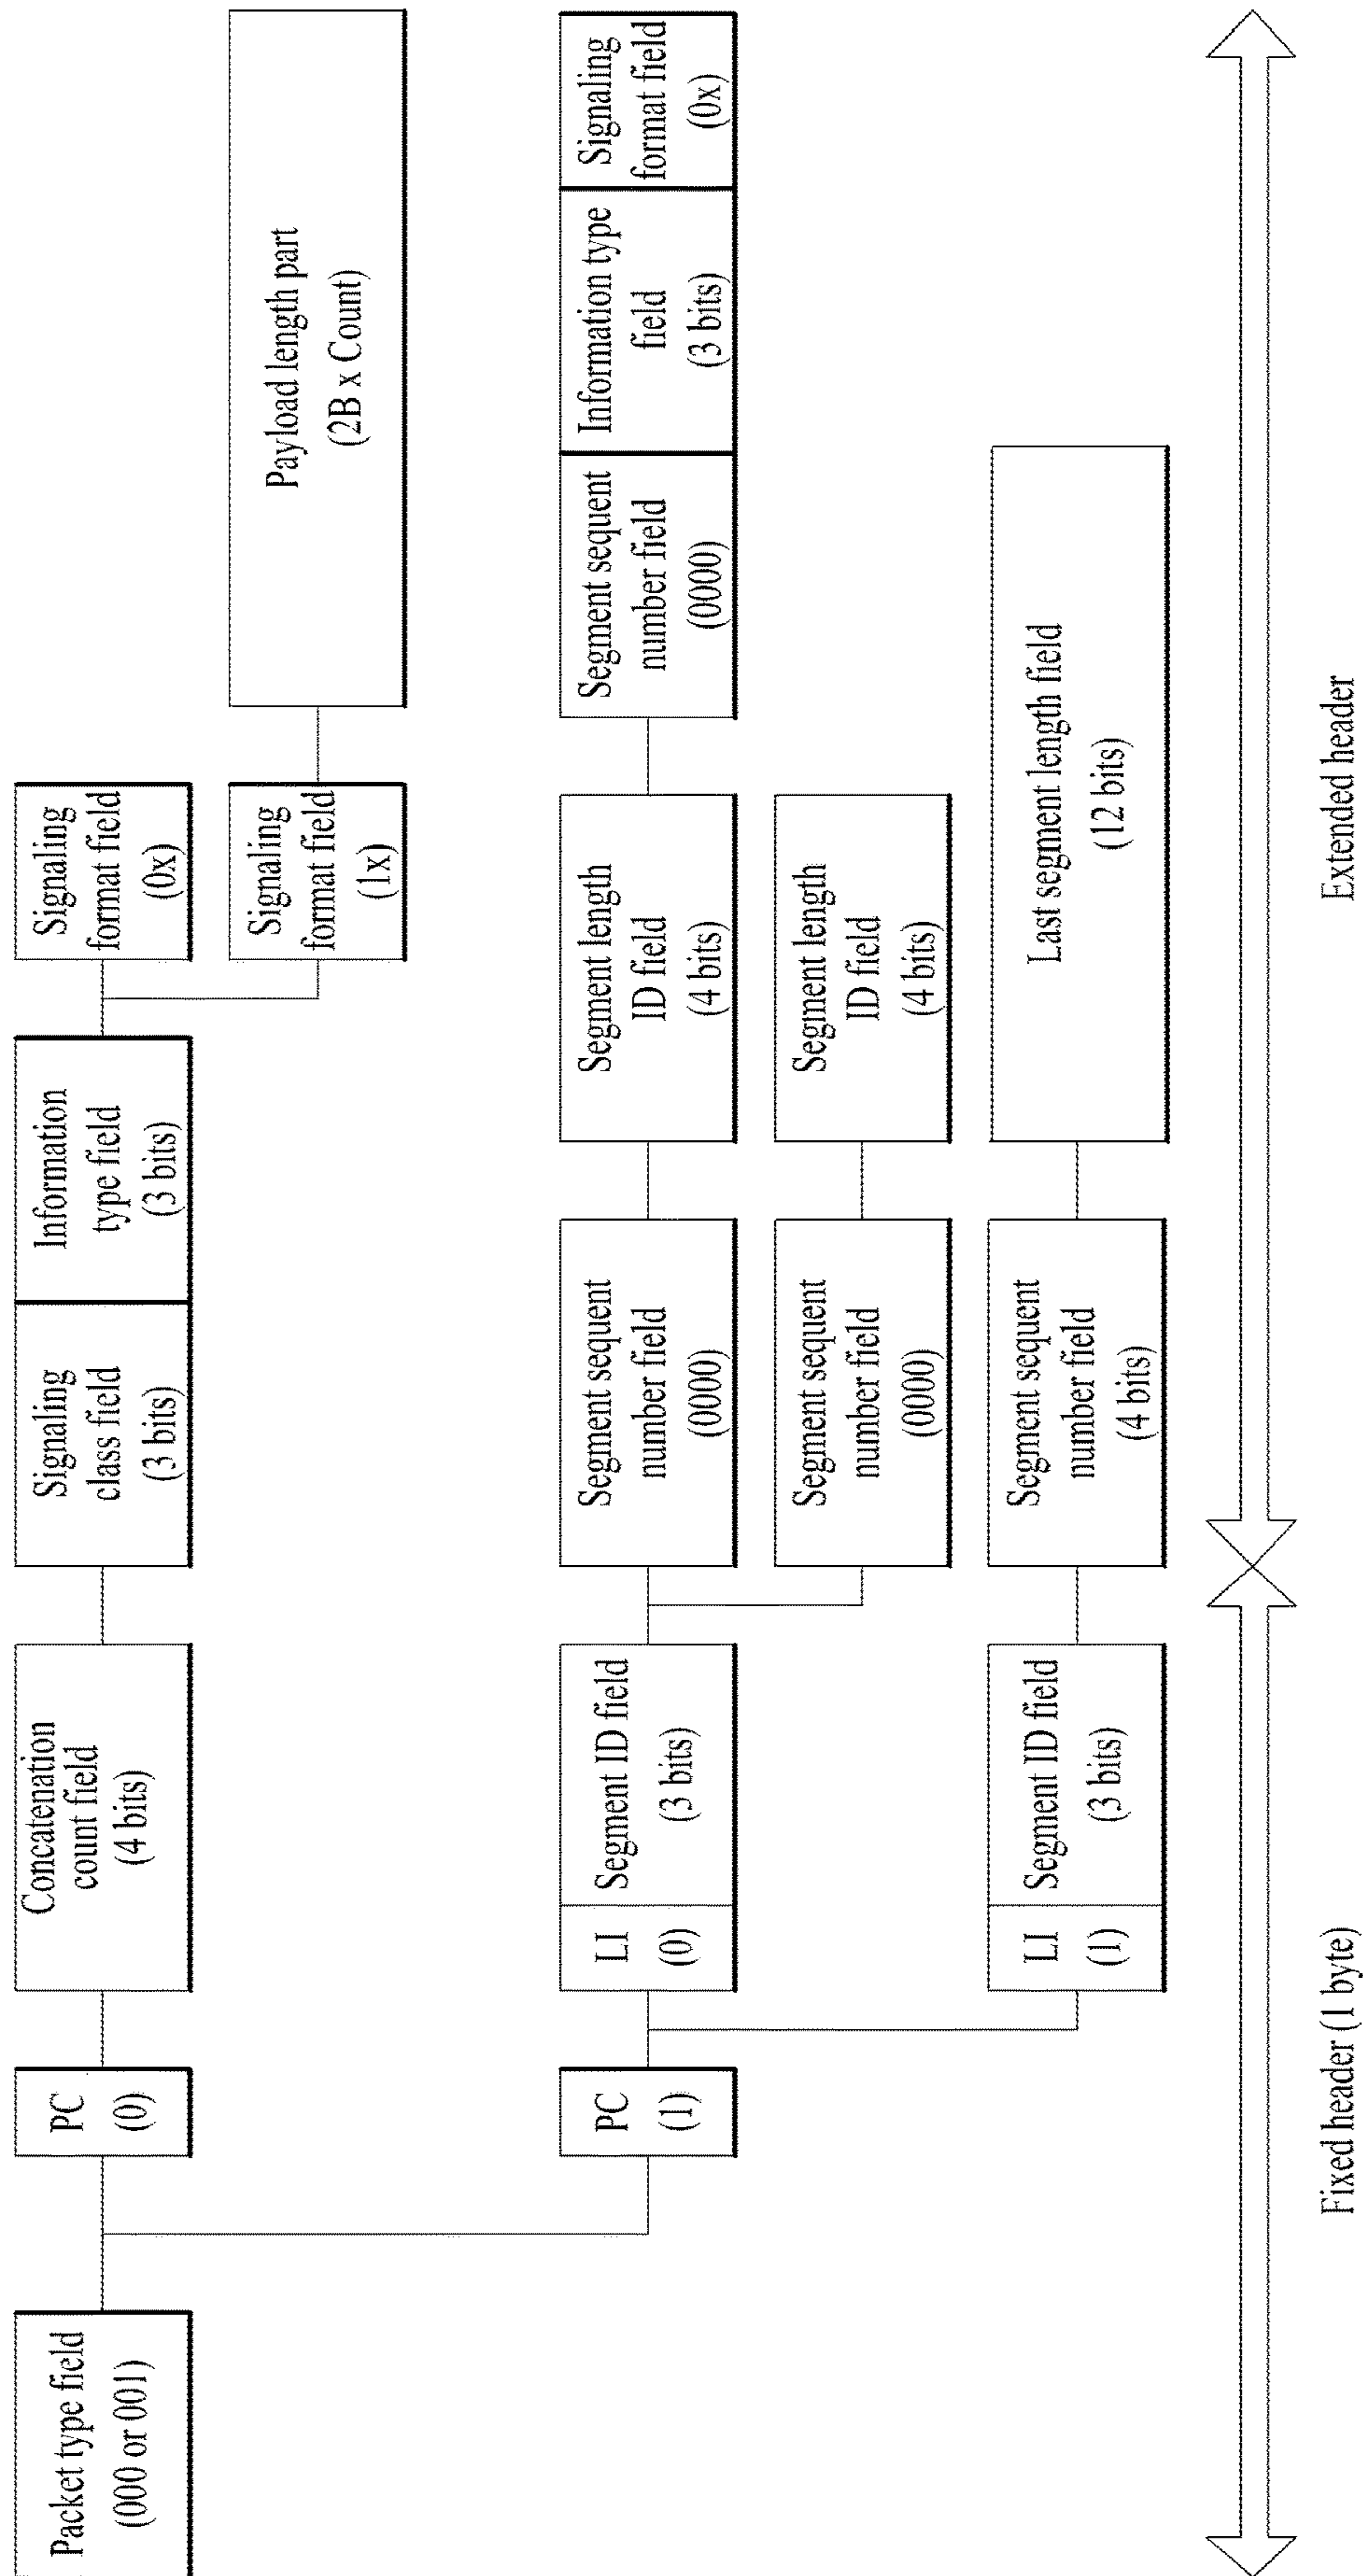 Packet type field
(000 or 001)
PC
(0)
Concatenation
count field
(4 bits)
Signaling
class field
(3 bits)
Information
type field
(3 bits)
Signaling
format field
(0x)
Signaling
format field
(1x)
Payload length part
(2B x Count)
PC
(1)
LI
(0)
Segment ID field
(3 bits)
Segment sequent
number field
(0000)
Segment length
ID field
(4 bits)
Segment sequent
number field
(0000)
Information type
field
(3 bits)
Signaling
format field
(0x)
Segment sequent
number field
(0000)
Segment length
ID field
(4 bits)
LI
(1)
Segment ID field
(3 bits)
Segment sequent
number field
(4 bits)
Last segment length field
(12 bits)
Fixed header (1 byte)
Extended header